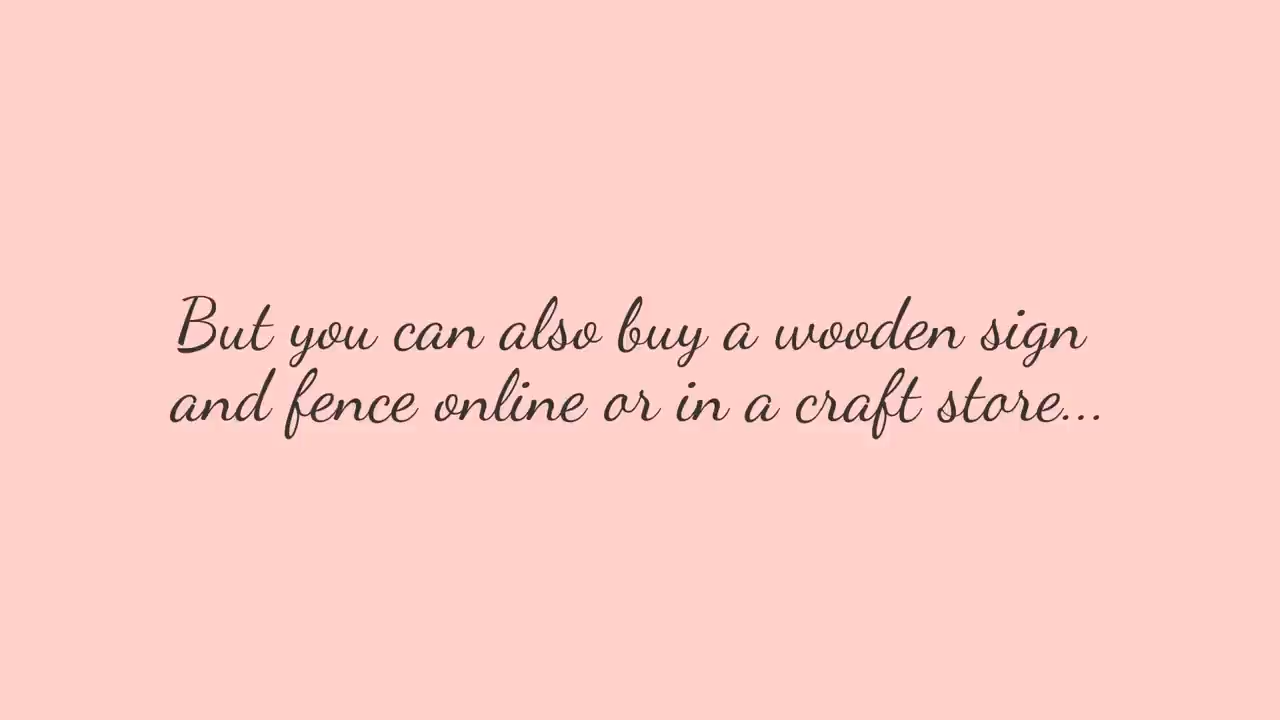 But you can also buy a wooden sign
and fence online or in a craft store...